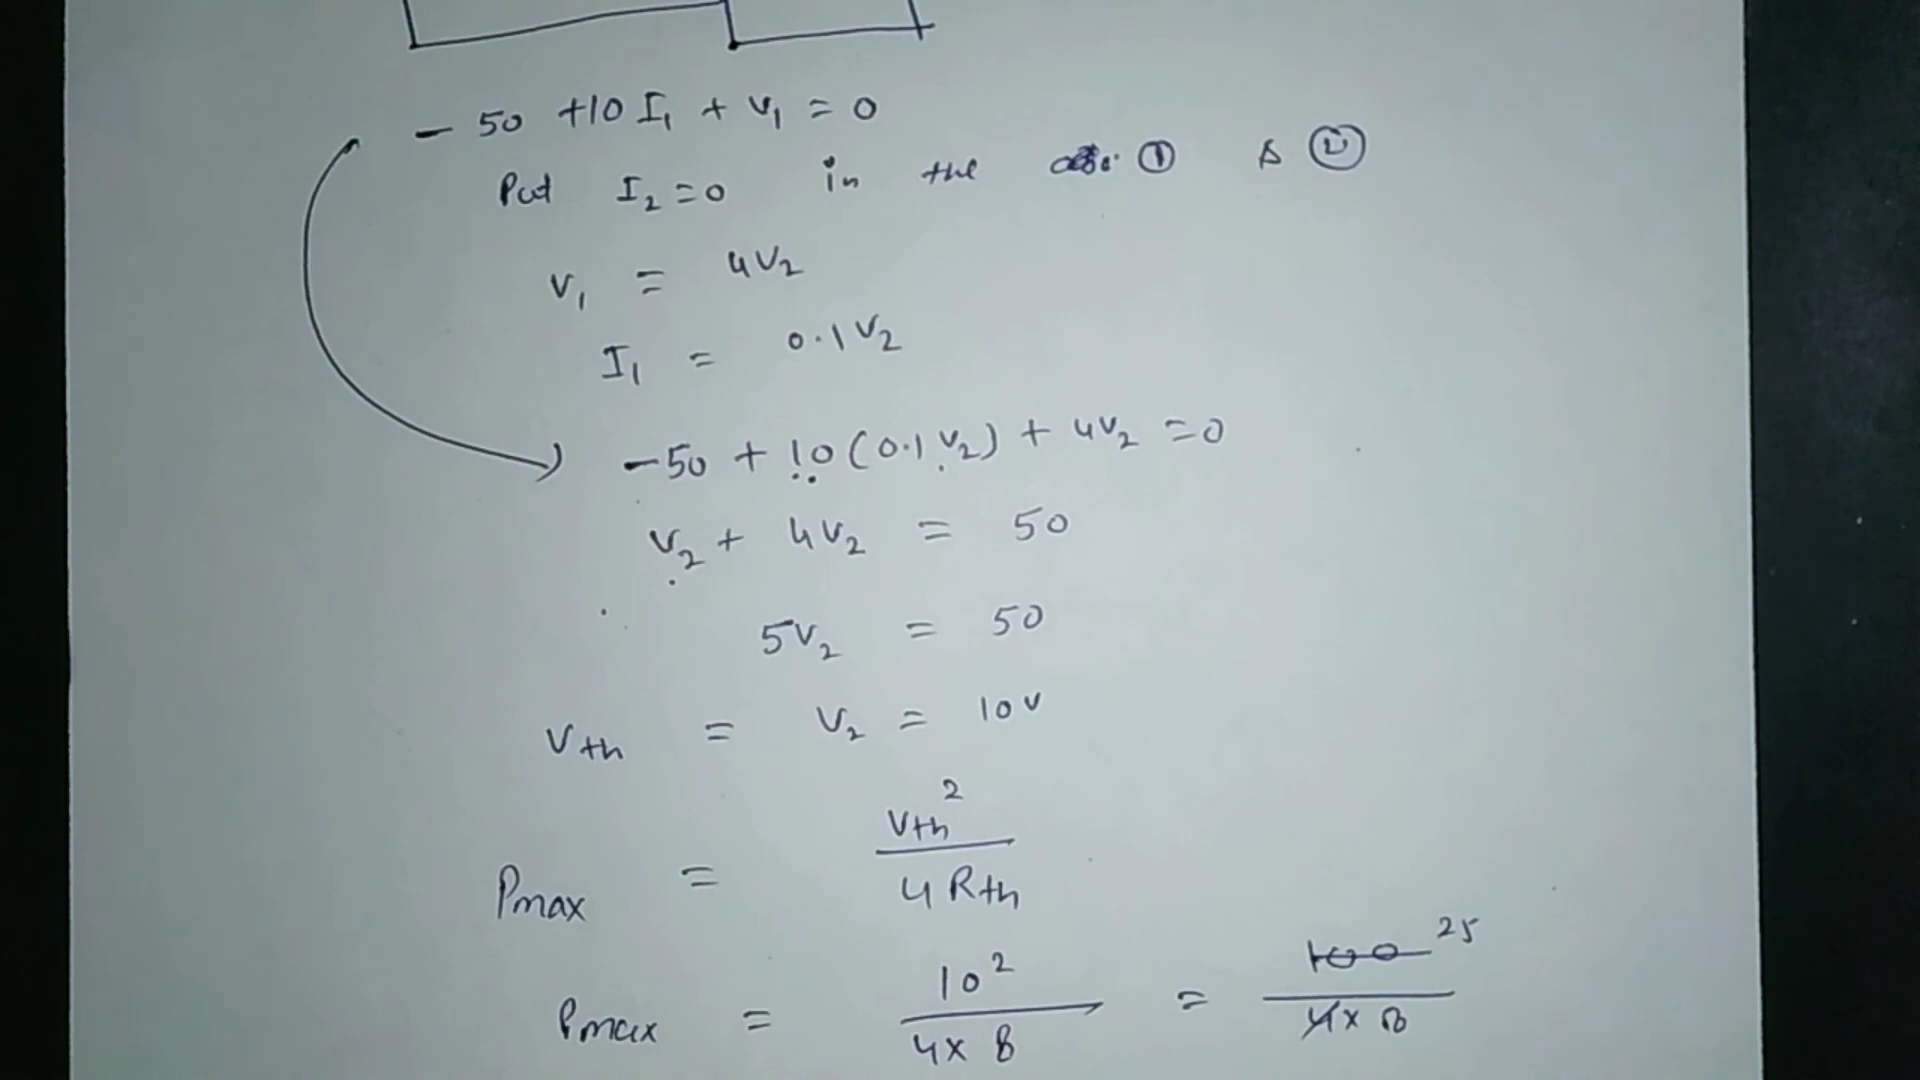 - 50 + 10 I₁ + V₁ = 0
Put I₂ = 0 in the ① & ②
V₁ = 4V₂
I₁ = 0.1 V₂
- 50 + 10 (0.1 V₂) + 4V₂ = 0
V₂ + 4V₂ = 50
5V₂ = 50
Vth = V₂ = 10 V
Pmax = Vth² / 4 Rth
Pmax = 10² / 4 x 8 = 100 25 / 4 x 8